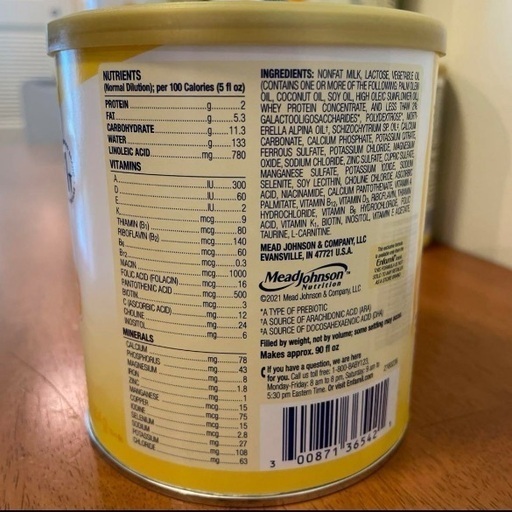 NUTRIENTS
(Normal Dilution); per 100 Calories (5 fl oz)
PROTEIN g 2
FAT g 5.3
CARBOHYDRATE g 11.3
WATER g 133
LINOLEIC ACID mg 780
VITAMINS
A IU 300
D IU 60
E IU 2
K mcg 9
THIAMIN (B1) mcg 80
RIBOFLAVIN (B2) mcg 140
B6 mcg 60
B12 mcg 0.3
NIACIN mcg 1000
FOLIC ACID (FOLACIN) mcg 16
PANTOTHENIC ACID mcg 500
BIOTIN mcg 3
C (ASCORBIC ACID) mg 12
CHOLINE mg 24
INOSITOL mg 6
MINERALS
CALCIUM mg 78
PHOSPHORUS mg 43
MAGNESIUM mg 8
IRON mg 1.8
ZINC mg 1
MANGANESE mcg 15
COPPER mcg 75
IODINE mcg 15
SELENIUM mcg 2.8
SODIUM mg 27
POTASSIUM mg 108
CHLORIDE mg 63
INGREDIENTS: NONFAT MILK, LACTOSE, VEGETABLE OIL
(CONTAINS ONE OR MORE OF THE FOLLOWING: PALM OLEIN
OIL, COCONUT OIL, SOY OIL, HIGH OLEIC SUNFLOWER OIL),
WHEY PROTEIN CONCENTRATE, AND LESS THAN 2%:
GALACTOOLIGOSACCHARIDES*, POLYDEXTROSE*, MORTI-
ERELLA ALPINA OIL†, SCHIZOCHYTRIUM SP. OIL‡, CALCIUM
CARBONATE, CALCIUM PHOSPHATE, POTASSIUM CITRATE,
FERROUS SULFATE, POTASSIUM CHLORIDE, MAGNESIUM
OXIDE, SODIUM CHLORIDE, ZINC SULFATE, CUPRIC SULFATE,
MANGANESE SULFATE, POTASSIUM IODIDE, SODIUM
SELENITE, SOY LECITHIN, CHOLINE CHLORIDE, ASCORBIC
ACID, NIACINAMIDE, CALCIUM PANTOTHENATE, VITAMIN A
PALMITATE, VITAMIN B12, VITAMIN D3, RIBOFLAVIN, THIAMIN
HYDROCHLORIDE, VITAMIN B6 HYDROCHLORIDE, FOLIC
ACID, VITAMIN K1, BIOTIN, INOSITOL, VITAMIN E ACETATE,
TAURINE, L-CARNITINE.
MEAD JOHNSON & COMPANY, LLC
EVANSVILLE, IN 47721 U.S.A.
MeadJohnson™
Nutrition
©2021 Mead Johnson & Company, LLC.
*A TYPE OF PREBIOTIC
†A SOURCE OF ARACHIDONIC ACID (ARA)
‡A SOURCE OF DOCOSAHEXAENOIC ACID (DHA)
Filled by weight, not by volume; some settling may occur.
Makes approx. 90 fl oz
If you have a question, we are here
for you. Call us toll free: 1-800-BABY123,
Monday-Friday: 8 am to 8 pm, Saturday: 9 am to
5:30 pm Eastern Time. Or visit Enfamil.com
3 00871 36542 1